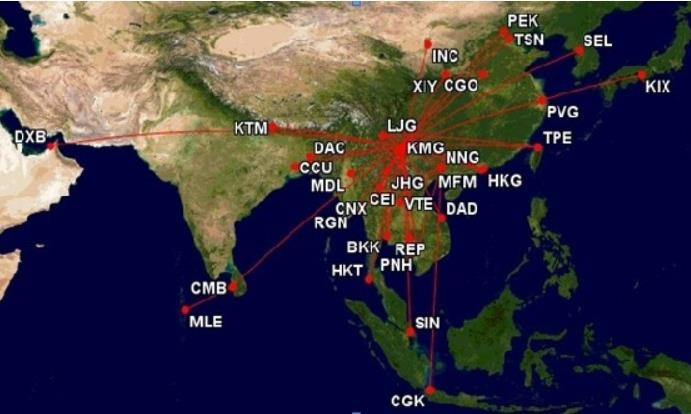 PEK
TSN
SEL
INC
XIY CGO
KIX
PVG
LJG
KTM
DXB
TPE
DAC
KMG
CCU
NNG
MDL
JHG
MFM
HKG
CEI
VTE
CNX
DAD
RGN
BKK
REP
PNH
HKT
CMB
MLE
SIN
CGK